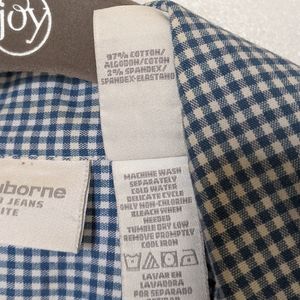 joy
97% COTTON/
ALGODON/COTON
3% SPANDEX/
SPANDEX-ELASTANO
iborne
JEANS
ITE
MACHINE WASH
SEPARATELY
COLD WATER
DELICATE CYCLE
ONLY NON-CHLORINE
BLEACH WHEN
NEEDED
TUMBLE DRY LOW
REMOVE PROMPTLY
COOL IRON
LAVAR EN
LAVADORA
POR SEPARADO